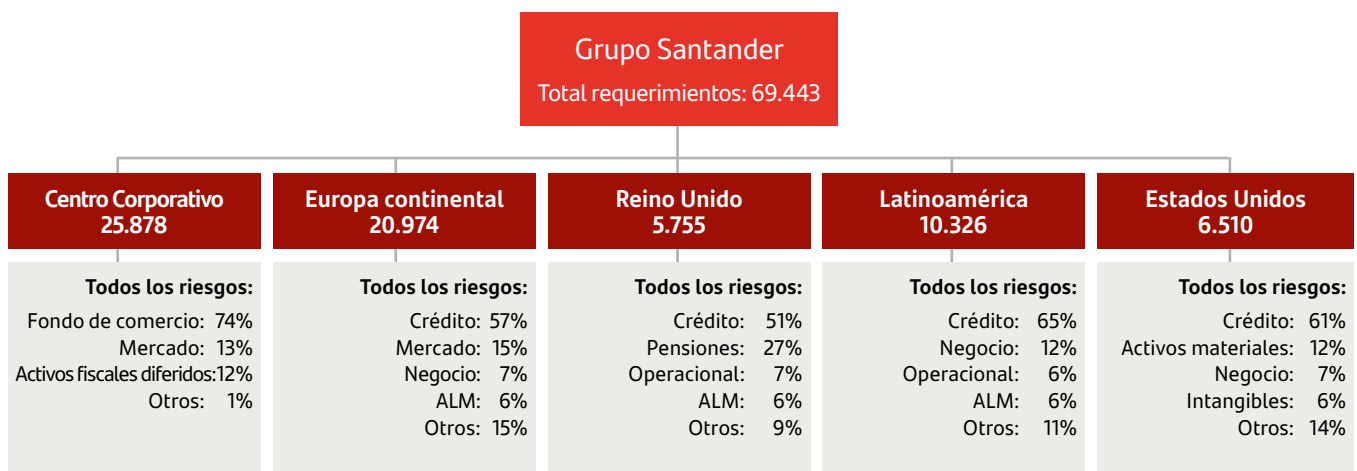 Grupo Santander
Total requerimientos: 69.443
Centro Corporativo
25.878
Todos los riesgos:
Fondo de comercio: 74%
Mercado: 13%
Activos fiscales diferidos:12%
Otros: 1%
Europa continental
20.974
Todos los riesgos:
Crédito: 57%
Mercado: 15%
Negocio: 7%
ALM: 6%
Otros: 15%
Reino Unido
5.755
Todos los riesgos:
Crédito: 51%
Pensiones: 27%
Operacional: 7%
ALM: 6%
Otros: 9%
Latinoamérica
10.326
Todos los riesgos:
Crédito: 65%
Negocio: 12%
Operacional: 6%
ALM: 6%
Otros: 11%
Estados Unidos
6.510
Todos los riesgos:
Crédito: 61%
Activos materiales: 12%
Negocio: 7%
Intangibles: 6%
Otros: 14%